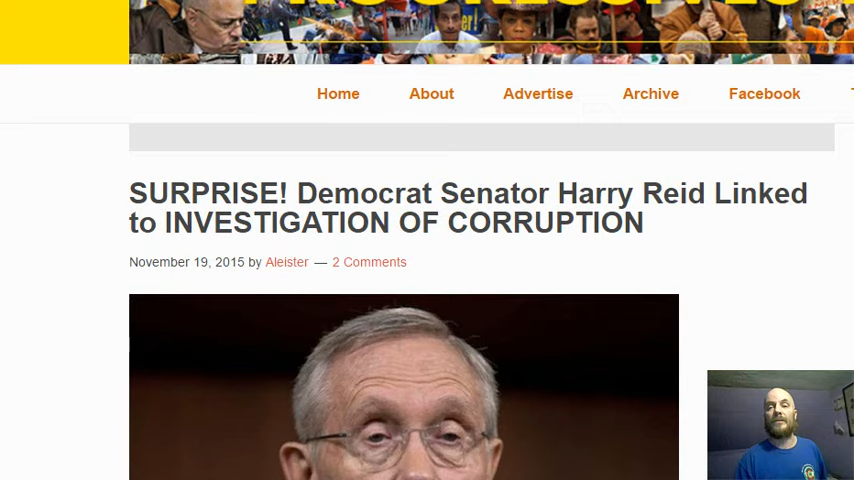 Home About Advertise Archive Facebook
SURPRISE! Democrat Senator Harry Reid Linked
to INVESTIGATION OF CORRUPTION
November 19, 2015 by Aleister — 2 Comments